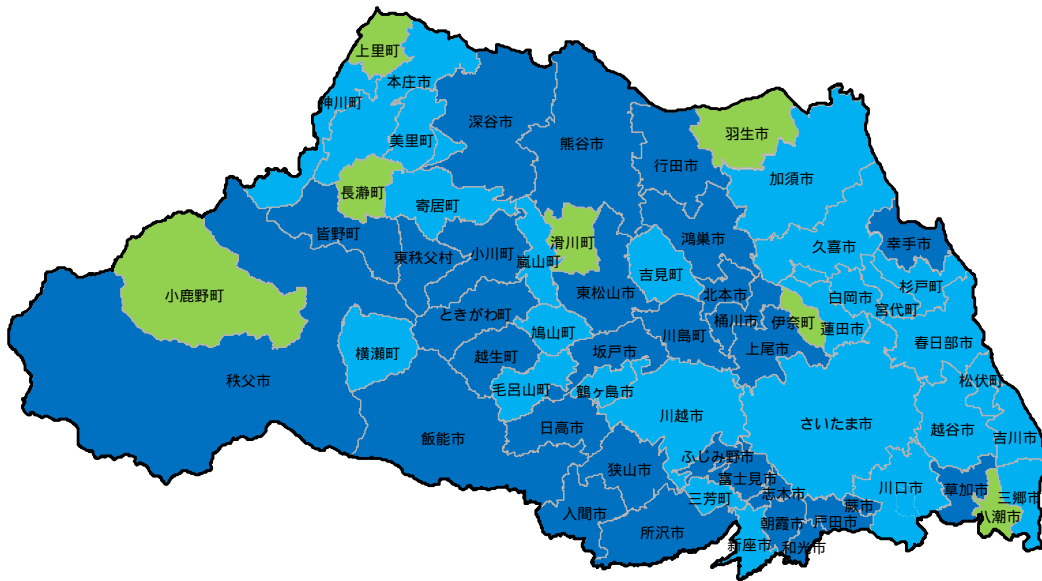 上里町
本庄市
神川町
美里町
深谷市
熊谷市
羽生市
行田市
加須市
長瀞町
寄居町
皆野町
東秩父村
小川町
嵐山町
滑川町
鴻巣市
吉見町
久喜市
幸手市
小鹿野町
東松山市
北本市
白岡市
杉戸町
宮代町
ときがわ町
鳩山町
川島町
桶川市
伊奈町
蓮田市
春日部市
横瀬町
越生町
坂戸市
上尾市
秩父市
毛呂山町
鶴ヶ島市
松伏町
川越市
さいたま市
日高市
飯能市
越谷市
吉川市
ふじみ野市
狭山市
富士見市
三芳町
志木市
川口市
草加市
三郷市
入間市
蕨市
八潮市
所沢市
朝霞市
戸田市
新座市
和光市